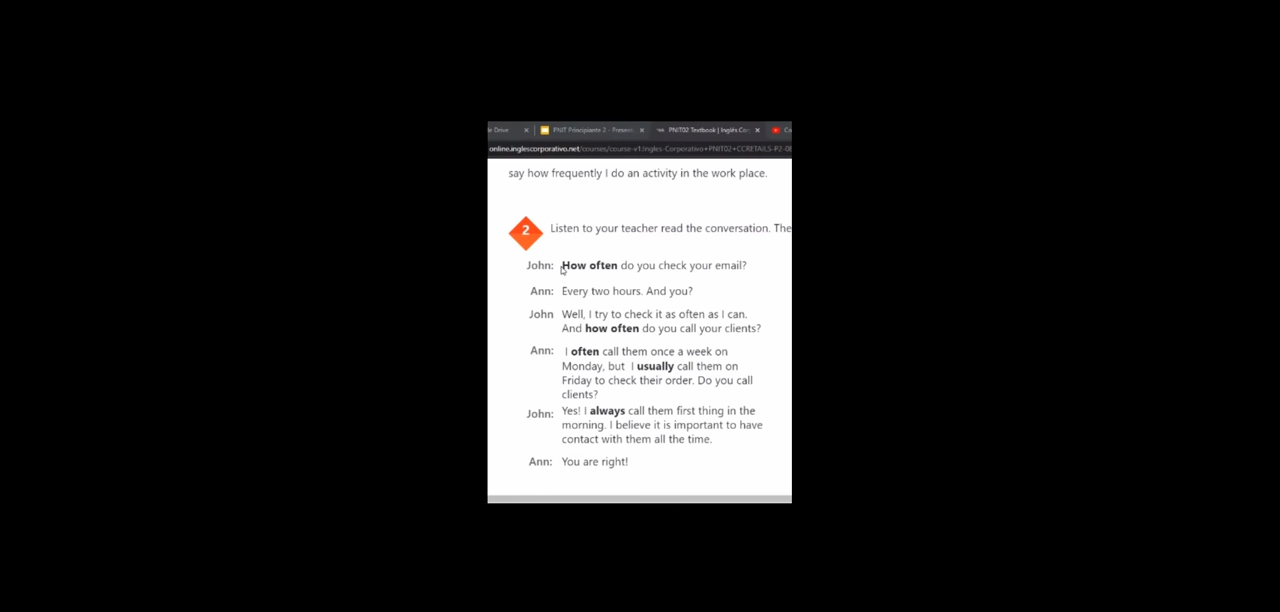 le Drive
PNIT Principiante 2 - Present
PNIT02 Textbook | Inglés Co
online.inglescorporativo.net/courses/course-v1:Ingles-Corporativo+PNIT02+CCRETAILS-P2-
say how frequently I do an activity in the work place.
2 Listen to your teacher read the conversation. The
John: How often do you check your email?
Ann: Every two hours. And you?
John Well, I try to check it as often as I can.
And how often do you call your clients?
Ann: I often call them once a week on
Monday, but I usually call them on
Friday to check their order. Do you call
clients?
John: Yes! I always call them first thing in the
morning. I believe it is important to have
contact with them all the time.
Ann: You are right!